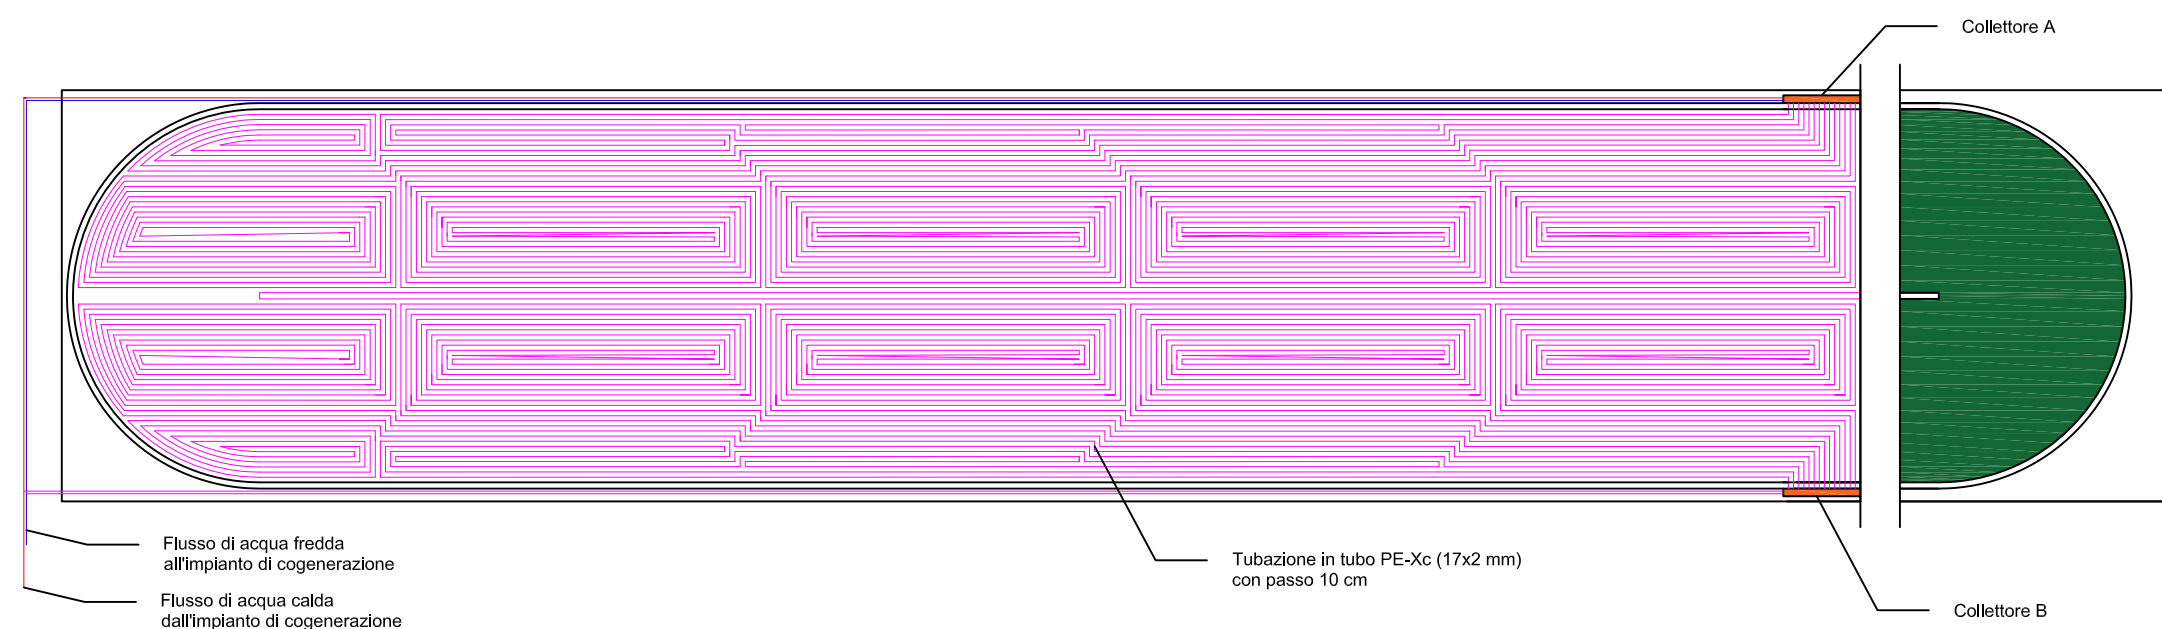 Collettore A
Flusso di acqua fredda
all'impianto di cogenerazione
Tubazione in tubo PE-Xc (17x2 mm)
con passo 10 cm
Flusso di acqua calda
dall'impianto di cogenerazione
Collettore B